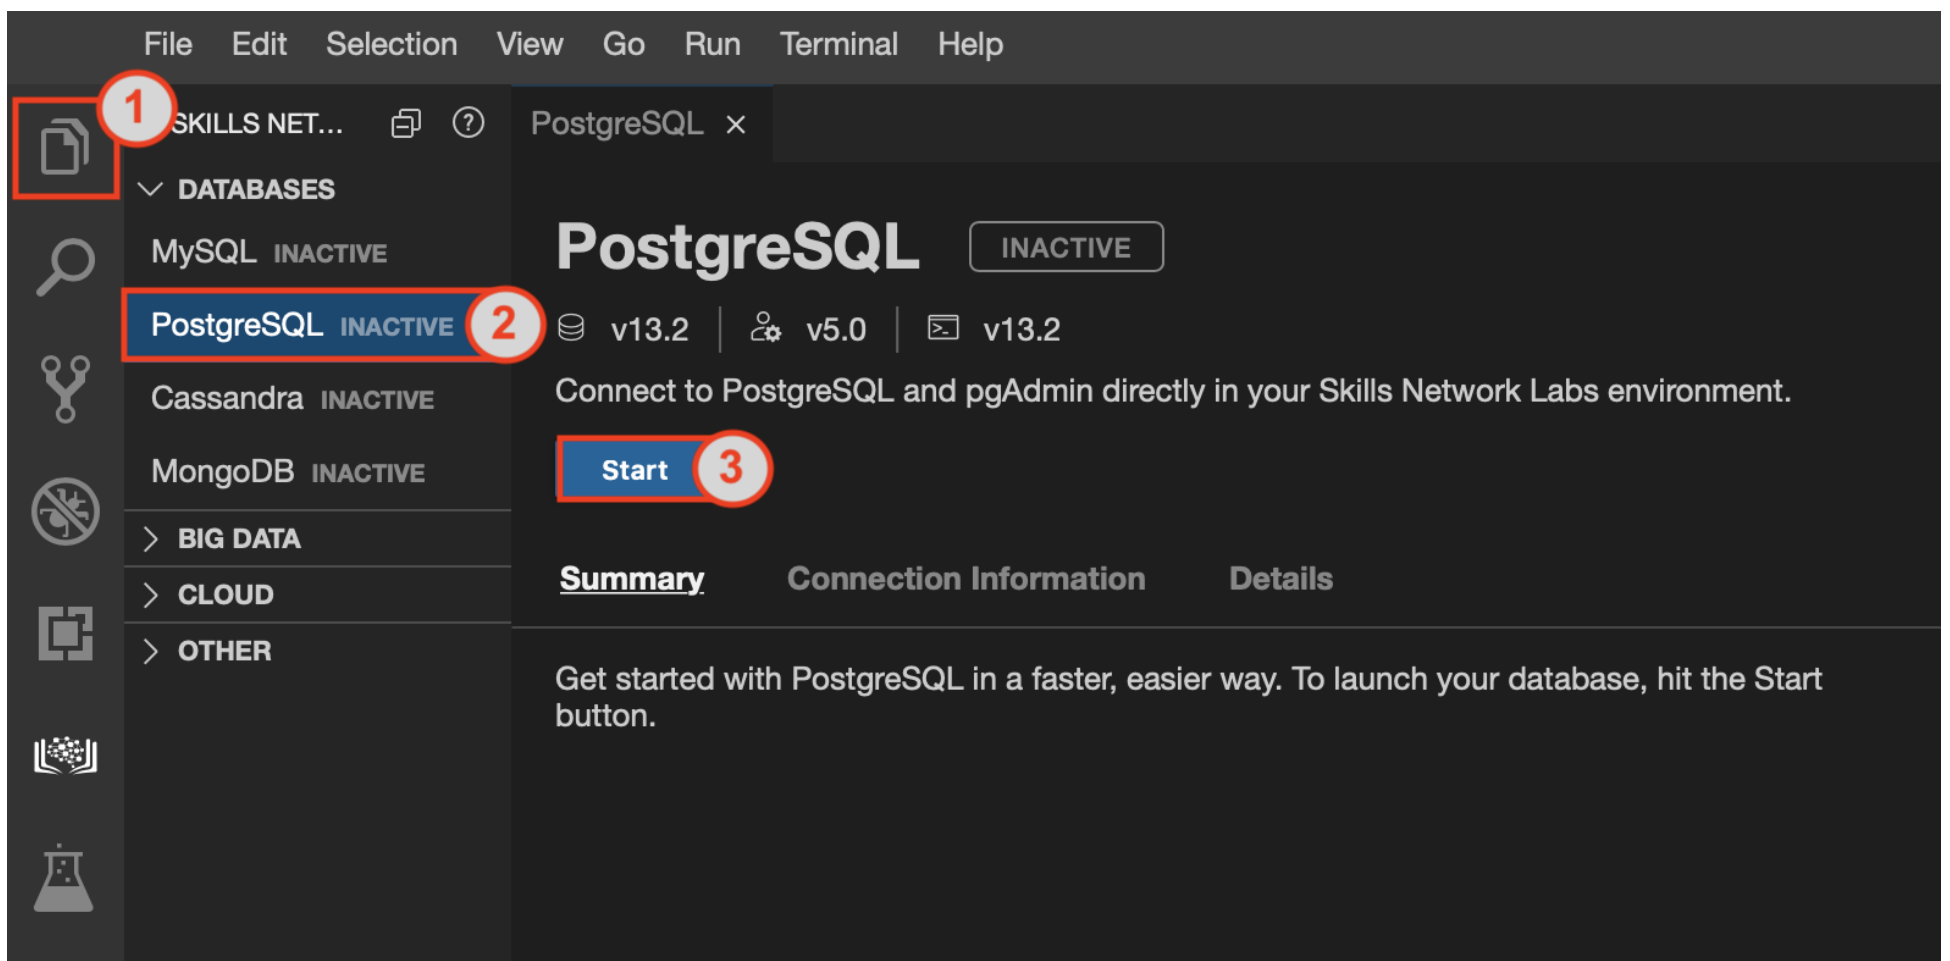 File Edit Selection View Go Run Terminal Help
1
SKILLS NET... ?
PostgreSQL ×
DATABASES
MySQL INACTIVE
PostgreSQL INACTIVE 2
Cassandra INACTIVE
MongoDB INACTIVE
BIG DATA
CLOUD
OTHER
PostgreSQL INACTIVE
v13.2 v5.0 v13.2
Connect to PostgreSQL and pgAdmin directly in your Skills Network Labs environment.
Start 3
Summary Connection Information Details
Get started with PostgreSQL in a faster, easier way. To launch your database, hit the Start
button.